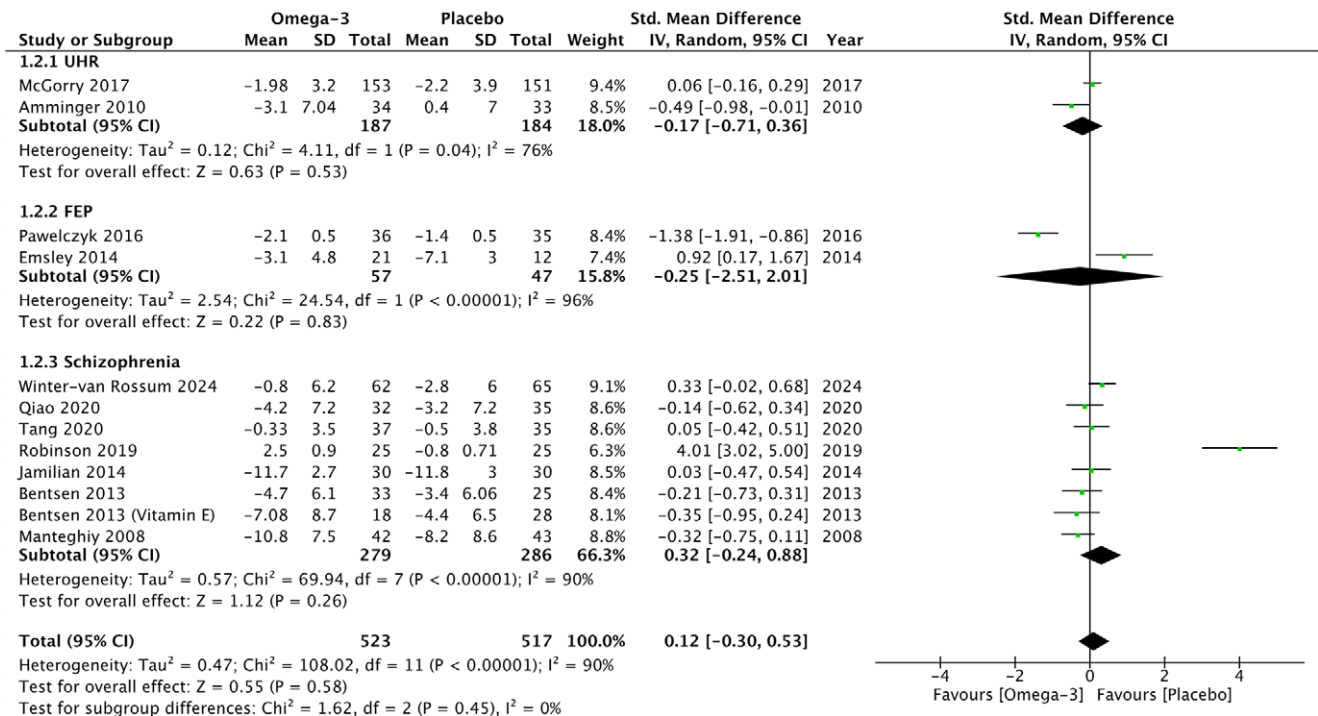 Omega-3 Placebo Std. Mean Difference Std. Mean Difference
Study or Subgroup Mean SD Total Mean SD Total Weight IV, Random, 95% CI Year IV, Random, 95% CI
1.2.1 UHR
McGorry 2017 −1.98 3.2 153 −2.2 3.9 151 9.4% 0.06 [−0.16, 0.29] 2017
Amminger 2010 −3.1 7.04 34 0.4 7 33 8.5% −0.49 [−0.98, −0.01] 2010
Subtotal (95% CI) 187 184 18.0% −0.17 [−0.71, 0.36]
Heterogeneity: Tau² = 0.12; Chi² = 4.11, df = 1 (P = 0.04); I² = 76%
Test for overall effect: Z = 0.63 (P = 0.53)
1.2.2 FEP
Pawelczyk 2016 −2.1 0.5 36 −1.4 0.5 35 8.4% −1.38 [−1.91, −0.86] 2016
Emsley 2014 −3.1 4.8 21 −7.1 3 12 7.4% 0.92 [0.17, 1.67] 2014
Subtotal (95% CI) 57 47 15.8% −0.25 [−2.51, 2.01]
Heterogeneity: Tau² = 2.54; Chi² = 24.54, df = 1 (P < 0.00001); I² = 96%
Test for overall effect: Z = 0.22 (P = 0.83)
1.2.3 Schizophrenia
Winter-van Rossum 2024 −0.8 6.2 62 −2.8 6 65 9.1% 0.33 [−0.02, 0.68] 2024
Qiao 2020 −4.2 7.2 32 −3.2 7.2 35 8.6% −0.14 [−0.62, 0.34] 2020
Tang 2020 −0.33 3.5 37 −0.5 3.8 35 8.6% 0.05 [−0.42, 0.51] 2020
Robinson 2019 2.5 0.9 25 −0.8 0.71 25 6.3% 4.01 [3.02, 5.00] 2019
Jamilian 2014 −11.7 2.7 30 −11.8 3 30 8.5% 0.03 [−0.47, 0.54] 2014
Bentsen 2013 −4.7 6.1 33 −3.4 6.06 25 8.4% −0.21 [−0.73, 0.31] 2013
Bentsen 2013 (Vitamin E) −7.08 8.7 18 −4.4 6.5 28 8.1% −0.35 [−0.95, 0.24] 2013
Manteghiy 2008 −10.8 7.5 42 −8.2 8.6 43 8.8% −0.32 [−0.75, 0.11] 2008
Subtotal (95% CI) 279 286 66.3% 0.32 [−0.24, 0.88]
Heterogeneity: Tau² = 0.57; Chi² = 69.94, df = 7 (P < 0.00001); I² = 90%
Test for overall effect: Z = 1.12 (P = 0.26)
Total (95% CI) 523 517 100.0% 0.12 [−0.30, 0.53]
Heterogeneity: Tau² = 0.47; Chi² = 108.02, df = 11 (P < 0.00001); I² = 90%
Test for overall effect: Z = 0.55 (P = 0.58)
Test for subgroup differences: Chi² = 1.62, df = 2 (P = 0.45), I² = 0%
−4 −2 0 2 4
Favours [Omega-3] Favours [Placebo]